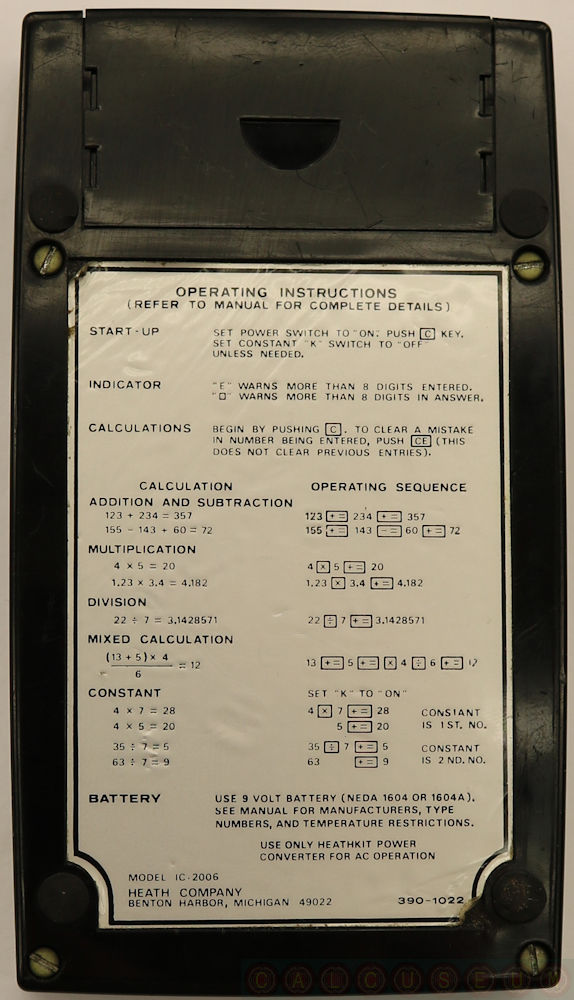 OPERATING INSTRUCTIONS
(REFER TO MANUAL FOR COMPLETE DETAILS)
START-UP SET POWER SWITCH TO "ON". PUSH [C] KEY.
SET CONSTANT "K" SWITCH TO "OFF"
UNLESS NEEDED.
INDICATOR "E" WARNS MORE THAN 8 DIGITS ENTERED.
"□" WARNS MORE THAN 8 DIGITS IN ANSWER.
CALCULATIONS BEGIN BY PUSHING [C]. TO CLEAR A MISTAKE
IN NUMBER BEING ENTERED, PUSH [CE] (THIS
DOES NOT CLEAR PREVIOUS ENTRIES).
CALCULATION OPERATING SEQUENCE
ADDITION AND SUBTRACTION
123 + 234 = 357 123 [+ =] 234 [+ =] 357
155 - 143 + 60 = 72 155 [+ =] 143 [- =] 60 [+ =] 72
MULTIPLICATION
4 × 5 = 20 4 [×] 5 [+ =] 20
1.23 × 3.4 = 4.182 1.23 [×] 3.4 [+ =] 4.182
DIVISION
22 ÷ 7 = 3.1428571 22 [÷] 7 [+ =] 3.1428571
MIXED CALCULATION
(13 + 5) × 4
= 12 13 [+ =] 5 [+ =] [×] 4 [÷] 6 [+ =] 12
6
CONSTANT SET "K" TO "ON"
4 × 7 = 28 4 [×] 7 [+ =] 28 CONSTANT
4 × 5 = 20 5 [+ =] 20 IS 1ST. NO.
35 ÷ 7 = 5 35 [÷] 7 [+ =] 5 CONSTANT
63 ÷ 7 = 9 63 [+ =] 9 IS 2ND. NO.
BATTERY USE 9 VOLT BATTERY (NEDA 1604 OR 1604A).
SEE MANUAL FOR MANUFACTURERS, TYPE
NUMBERS, AND TEMPERATURE RESTRICTIONS.
USE ONLY HEATHKIT POWER
CONVERTER FOR AC OPERATION
MODEL IC-2006
HEATH COMPANY
BENTON HARBOR, MICHIGAN 49022 390-1022
CALCUSEUM